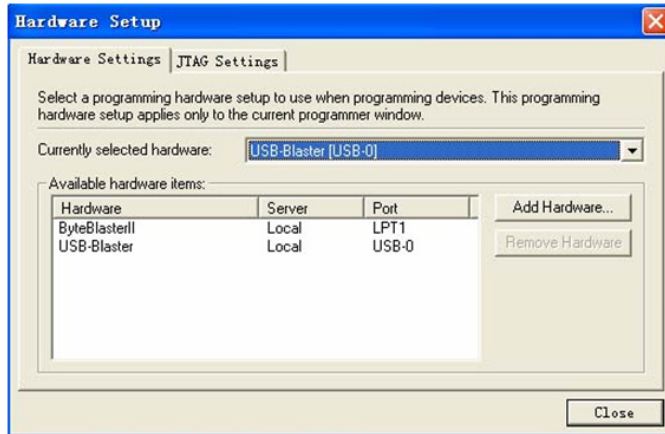 Hardware Setup
Hardware Settings JTAG Settings
Select a programming hardware setup to use when programming devices. This programming
hardware setup applies only to the current programmer window.
Currently selected hardware: USB-Blaster [USB-0]
Available hardware items:
Hardware Server Port
ByteBlasterII Local LPT1
USB-Blaster Local USB-0
Add Hardware...
Remove Hardware
Close